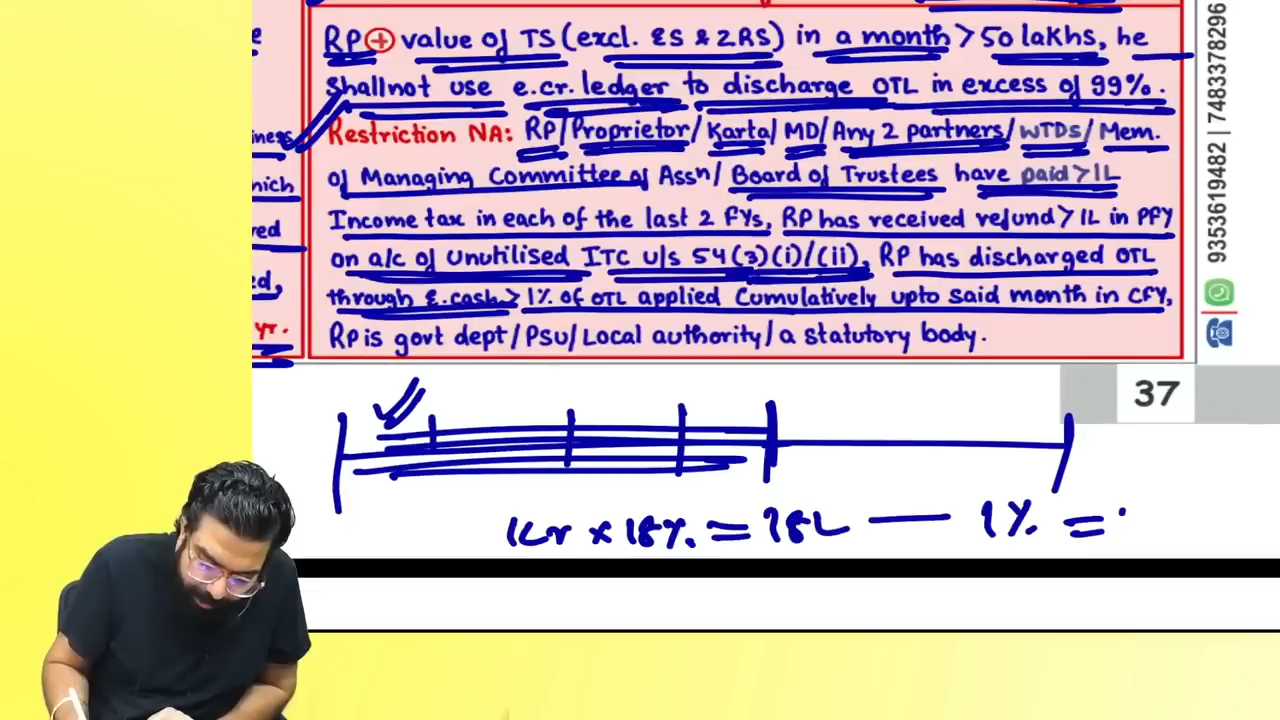 RP + value of TS (excl. ES & ZRS) in a month > 50 lakhs, he
shall not use e.cr. ledger to discharge OTL in excess of 99%.
Restriction NA: RP/Proprietor/Karta/MD/Any 2 partners/WTDs/Mem.
of Managing Committee of Assn/Board of Trustees have paid > 1L
Income tax in each of the last 2 FYs, RP has received refund > 1L in PFY
on a/c of Unutilised ITC u/s 54(3)(i)/(ii), RP has discharged OTL
through E.cash > 1% of OTL applied Cumulatively upto said month in CFY,
RP is govt dept/PSU/Local authority/a statutory body.
iness
hich
red
ed,
yr.
37
1Cr × 18% = 18L — 1% =
9353619482 | 7483378296